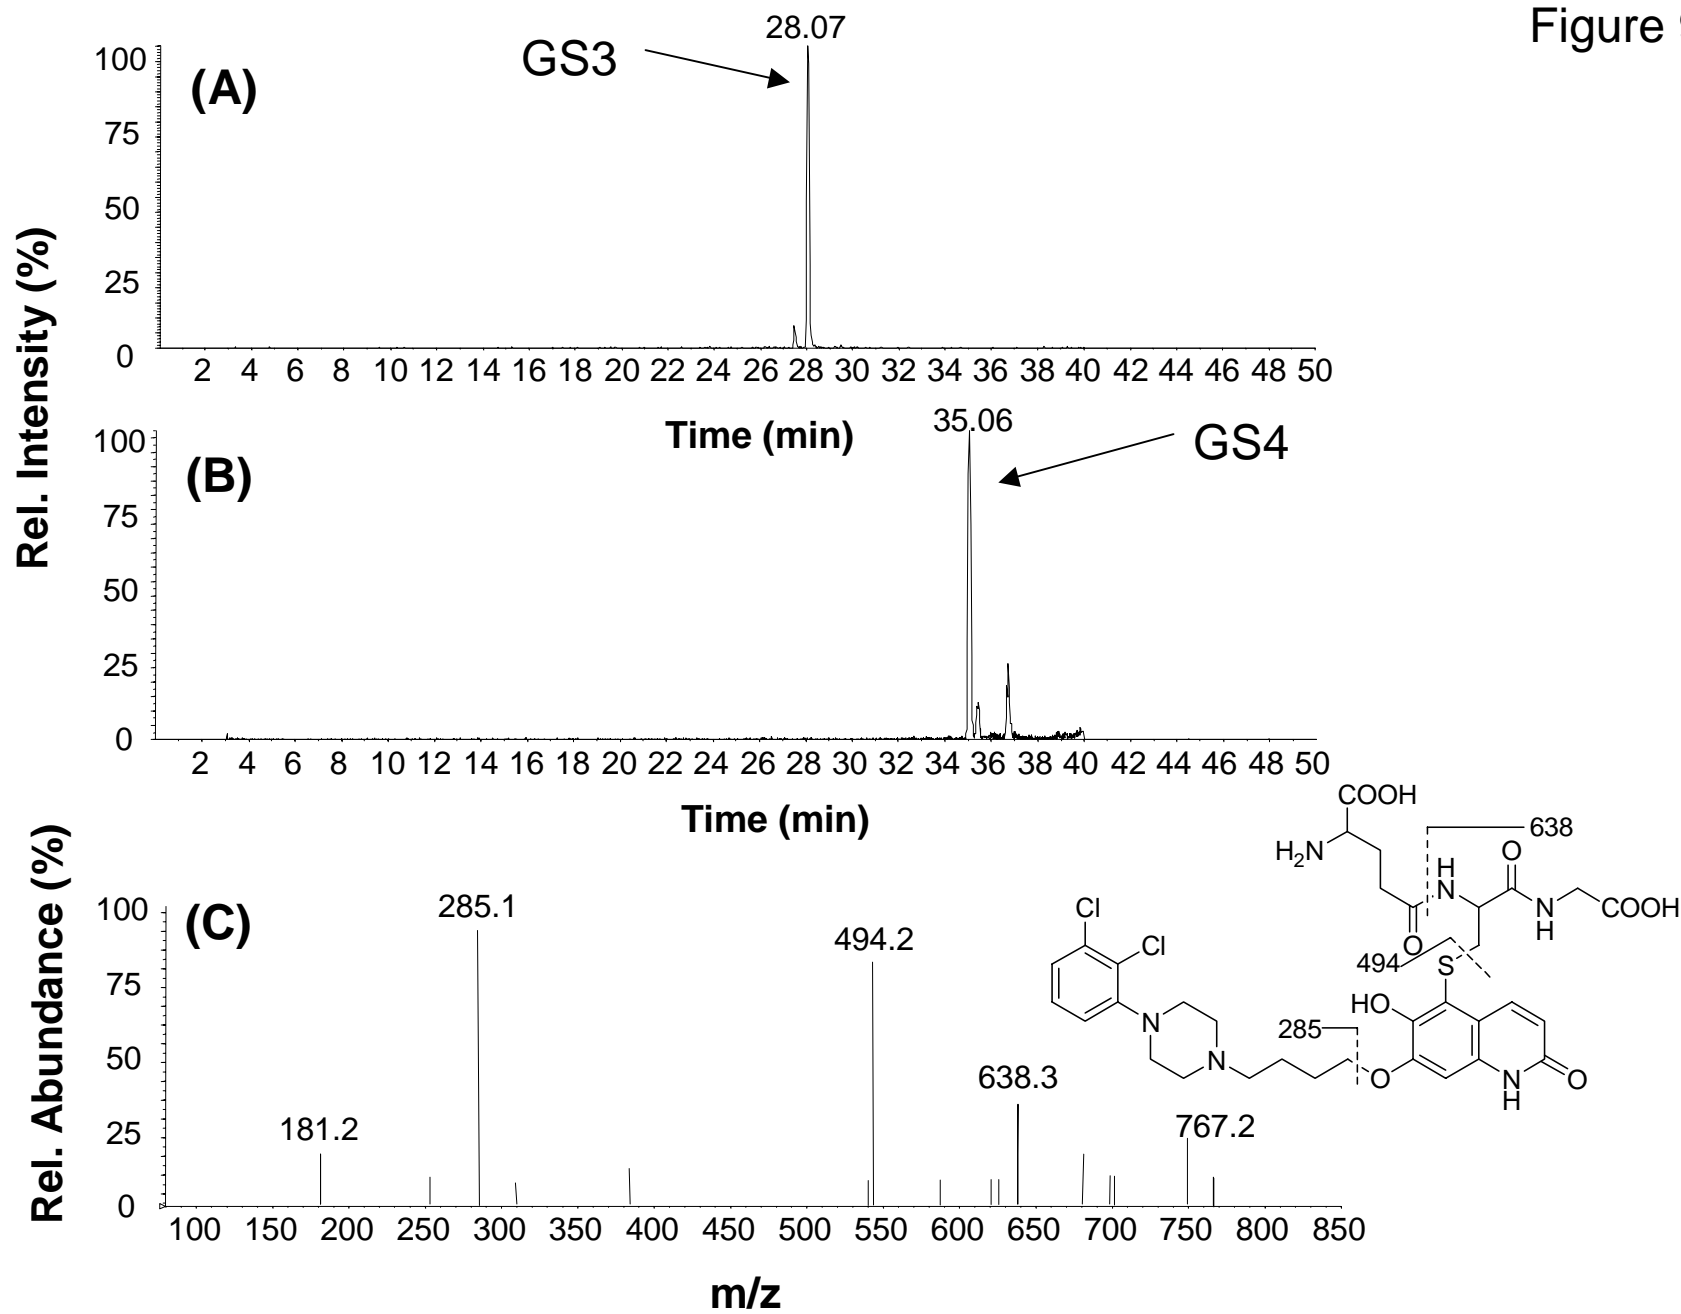 Figure
28.07
GS3
(A)
100
75
50
25
0
2 4 6 8 10 12 14 16 18 20 22 24 26 28 30 32 34 36 38 40 42 44 46 48 50
Time (min)
Rel. Intensity (%)
35.06
GS4
(B)
100
75
50
25
0
2 4 6 8 10 12 14 16 18 20 22 24 26 28 30 32 34 36 38 40 42 44 46 48 50
Time (min)
Rel. Abundance (%)
(C)
100
75
50
25
0
181.2
285.1
494.2
638.3
767.2
100 150 200 250 300 350 400 450 500 550 600 650 700 750 800 850
m/z
COOH
H2N
638
O
H
N
O
N
H
COOH
494
S
Cl
Cl
HO
N
N
285
O
N
H
O